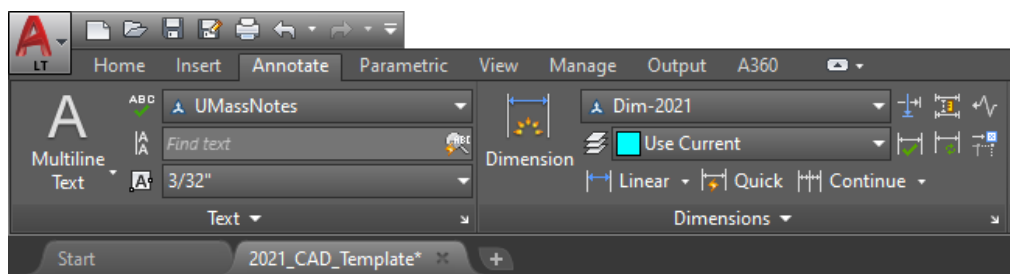 LT
Home Insert Annotate Parametric View Manage Output A360
ABC UMassNotes
Dim-2021
A
A
A
Find text
ABC
Use Current
Multiline
Text
Dimension
A
3/32"
Linear Quick Continue
Text
Dimensions
Start 2021_CAD_Template*